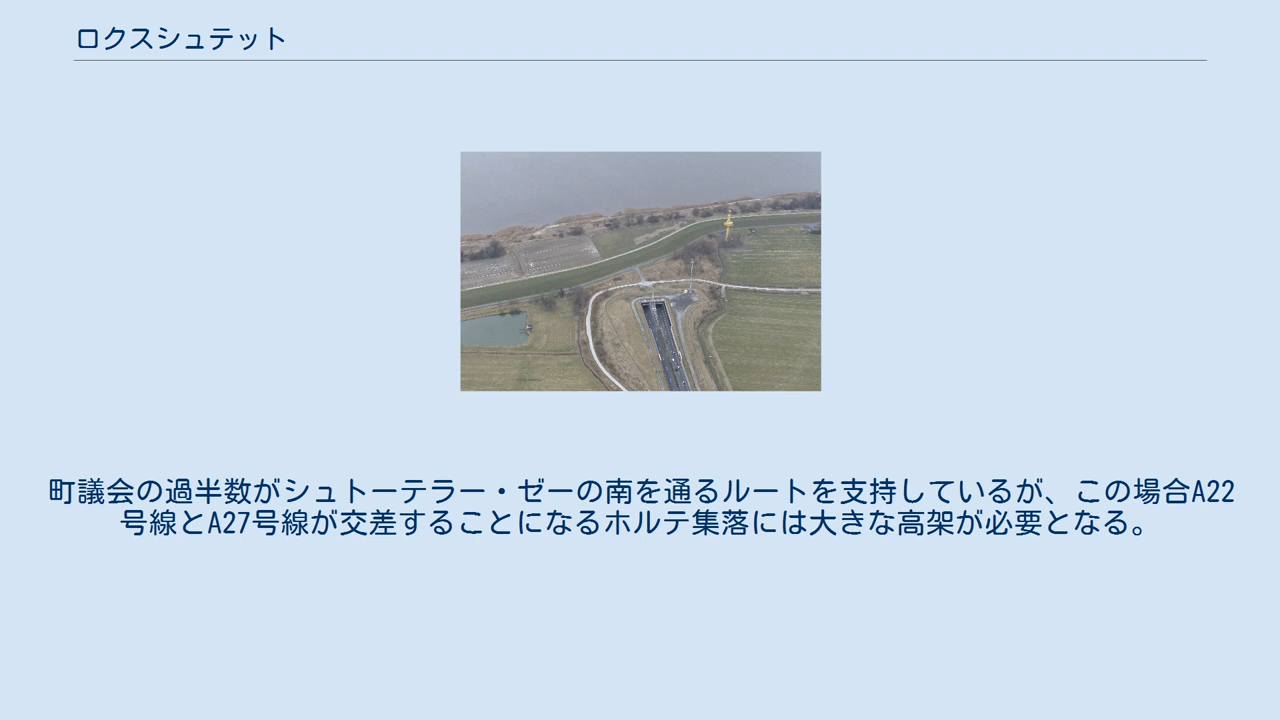 ロクスシュテット
町議会の過半数がシュトーテラー・ゼーの南を通るルートを支持しているが、この場合A22
号線とA27号線が交差することになるホルテ集落には大きな高架が必要となる。